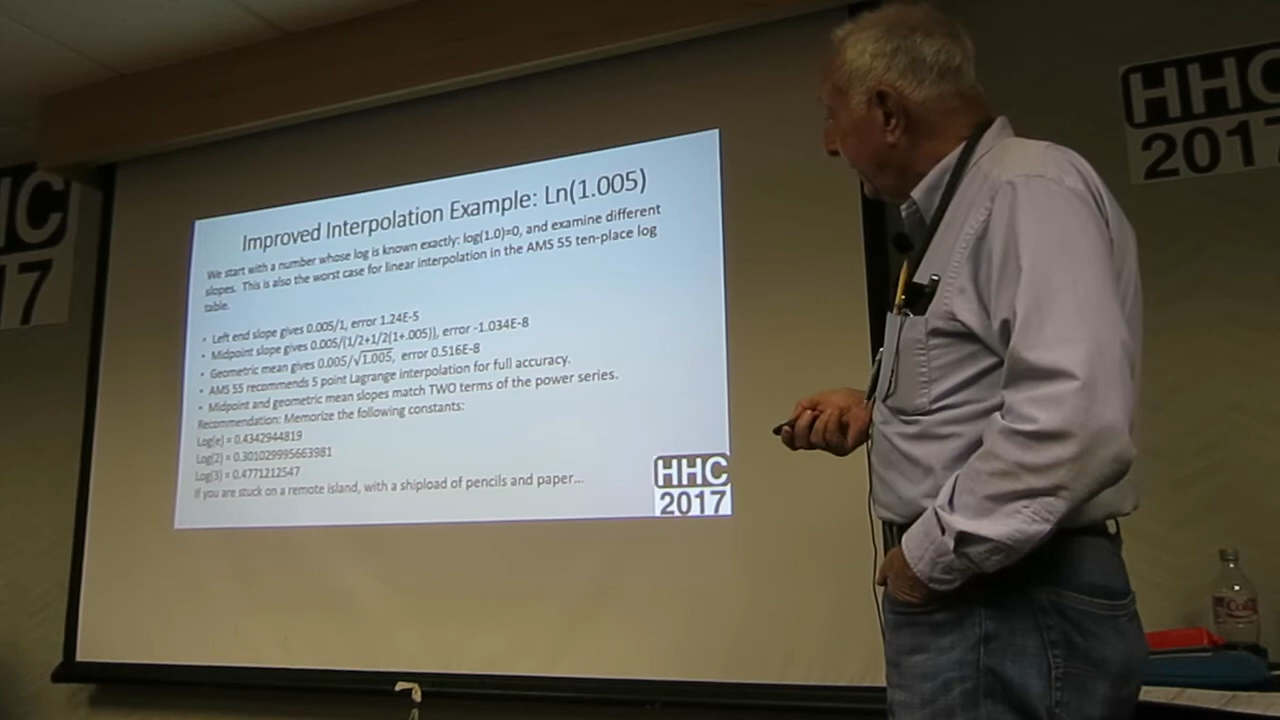 Improved Interpolation Example: Ln(1.005)
We start with a number whose log is known exactly: log(1.0)=0, and examine different
slopes. This is also the worst case for linear interpolation in the AMS 55 ten-place log
table.
• Left end slope gives 0.005/1, error 1.24E-5
• Midpoint slope gives 0.005/(1/2+1/2(1+.005)), error -1.034E-8
• Geometric mean gives 0.005/√1.005, error 0.516E-8
• AMS 55 recommends 5 point Lagrange interpolation for full accuracy.
• Midpoint and geometric mean slopes match TWO terms of the power series.
Recommendation: Memorize the following constants:
Log(e) = 0.4342944819
Log(2) = 0.301029995663981
Log(3) = 0.4771212547
If you are stuck on a remote island, with a shipload of pencils and paper...
HHC
2017
HHC
2017
IC
17
Coke